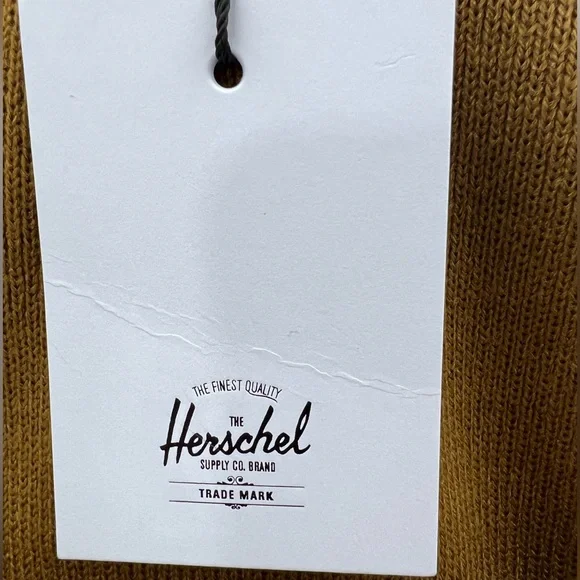 THE FINEST QUALITY
THE
Herschel
SUPPLY CO. BRAND
TRADE MARK